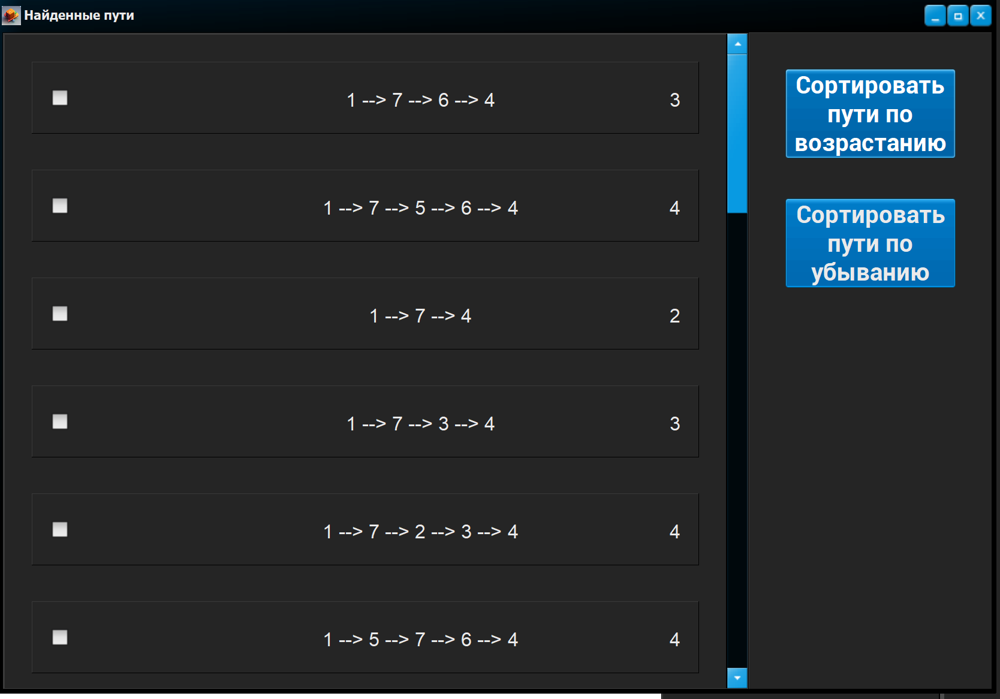 Найденные пути
1 --> 7 --> 6 --> 4 3
1 --> 7 --> 5 --> 6 --> 4 4
1 --> 7 --> 4 2
1 --> 7 --> 3 --> 4 3
1 --> 7 --> 2 --> 3 --> 4 4
1 --> 5 --> 7 --> 6 --> 4 4
Сортировать
пути по
возрастанию
Сортировать
пути по
убыванию